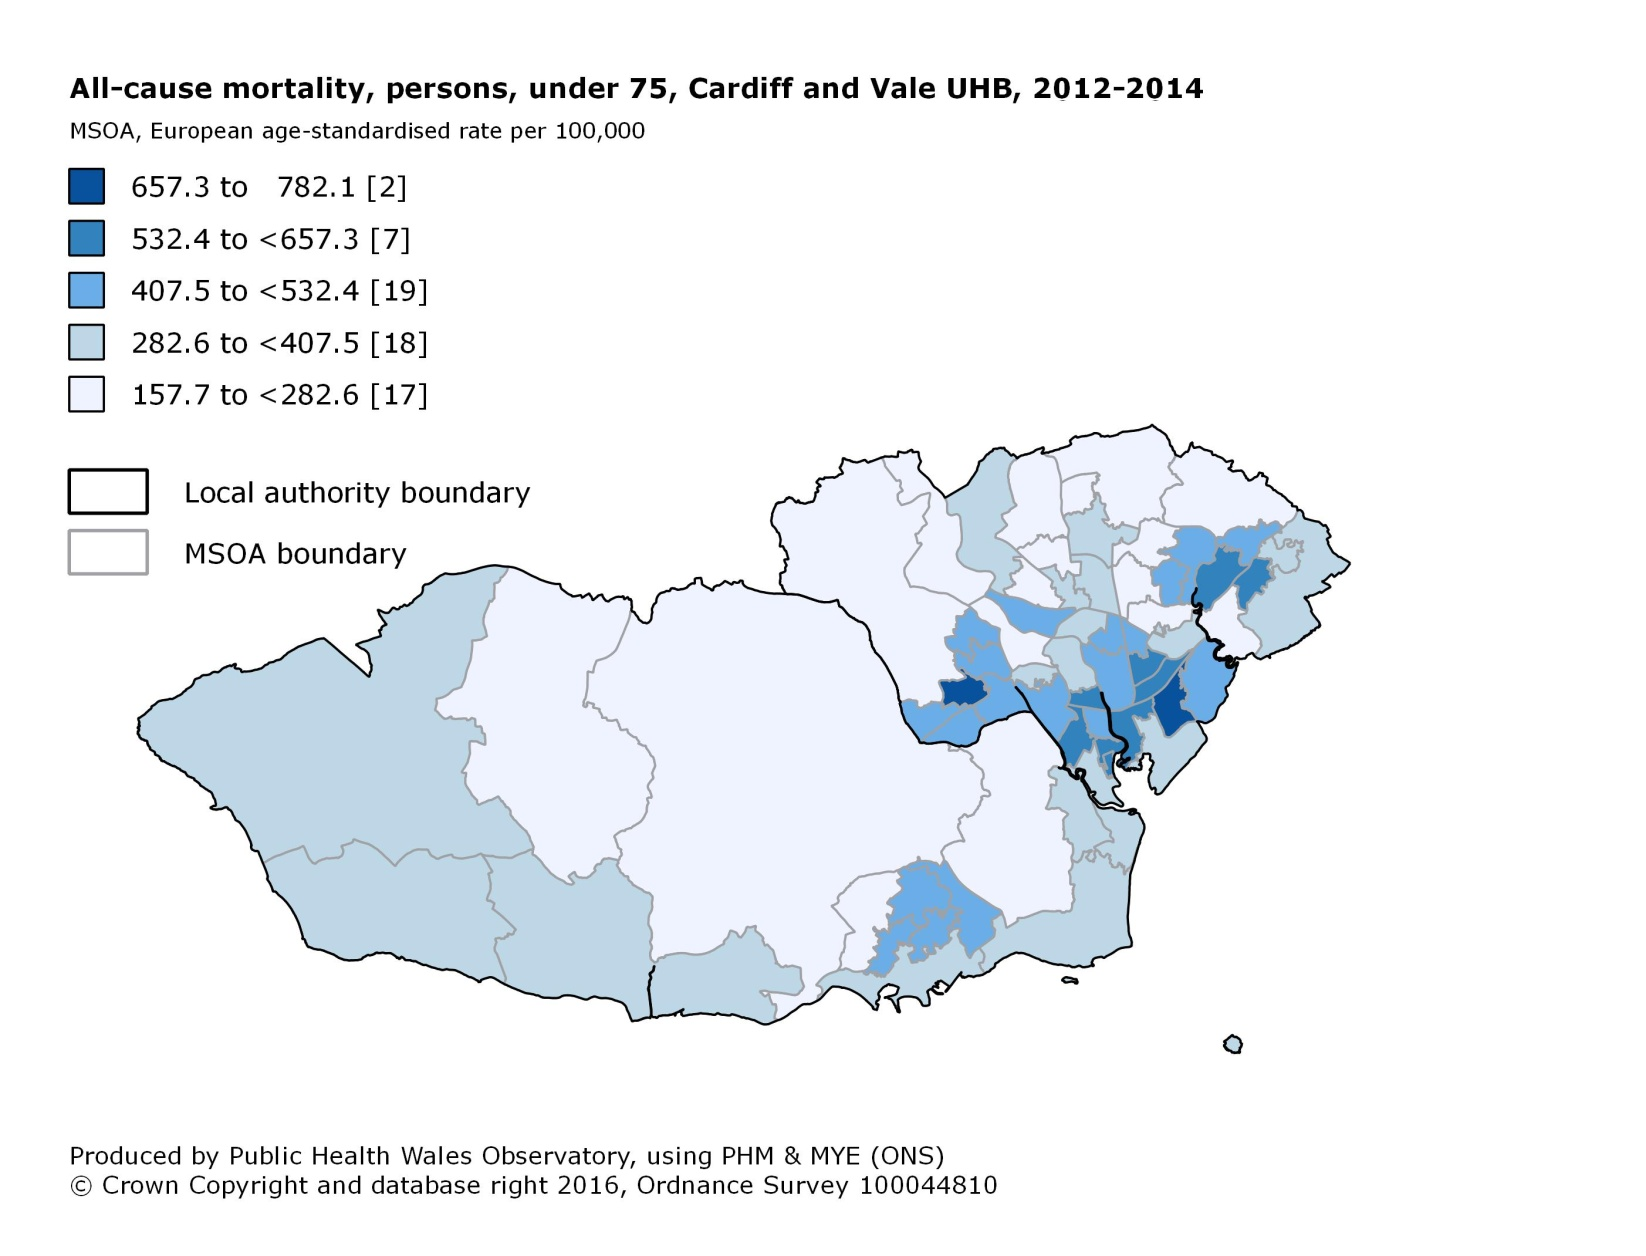 All-cause mortality, persons, under 75, Cardiff and Vale UHB, 2012-2014
MSOA, European age-standardised rate per 100,000
657.3 to 782.1 [2]
532.4 to <657.3 [7]
407.5 to <532.4 [19]
282.6 to <407.5 [18]
157.7 to <282.6 [17]
Local authority boundary
MSOA boundary
Produced by Public Health Wales Observatory, using PHM & MYE (ONS)
© Crown Copyright and database right 2016, Ordnance Survey 100044810